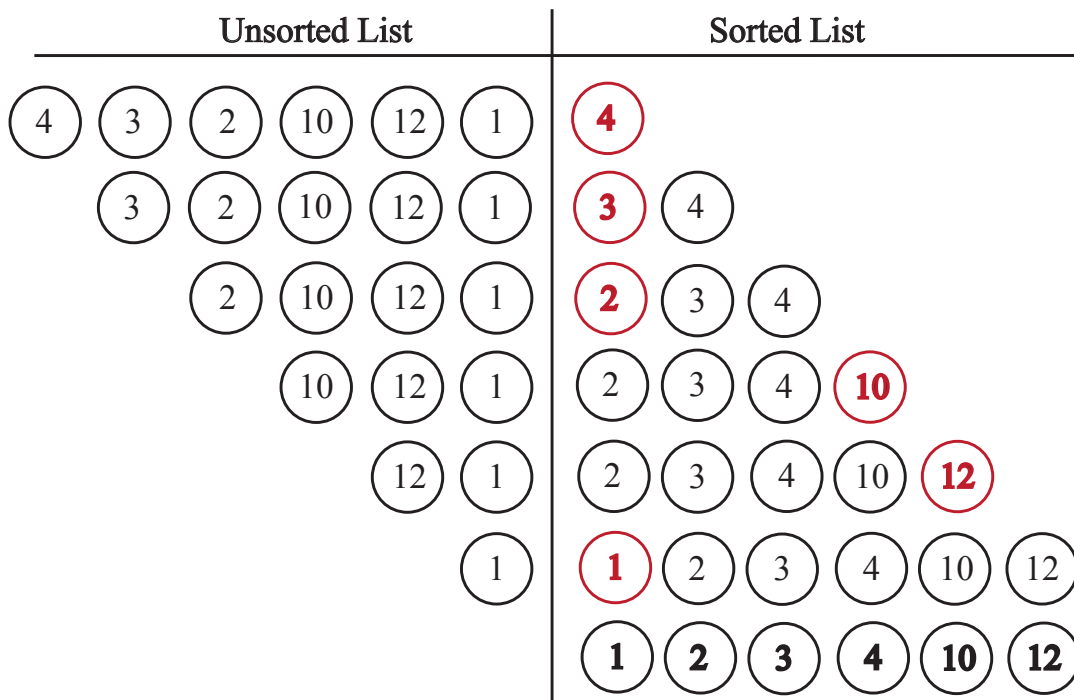 Unsorted List Sorted List
4 3 2 10 12 1 4
3 2 10 12 1 3 4
2 10 12 1 2 3 4
10 12 1 2 3 4 10
12 1 2 3 4 10 12
1 1 2 3 4 10 12
1 2 3 4 10 12